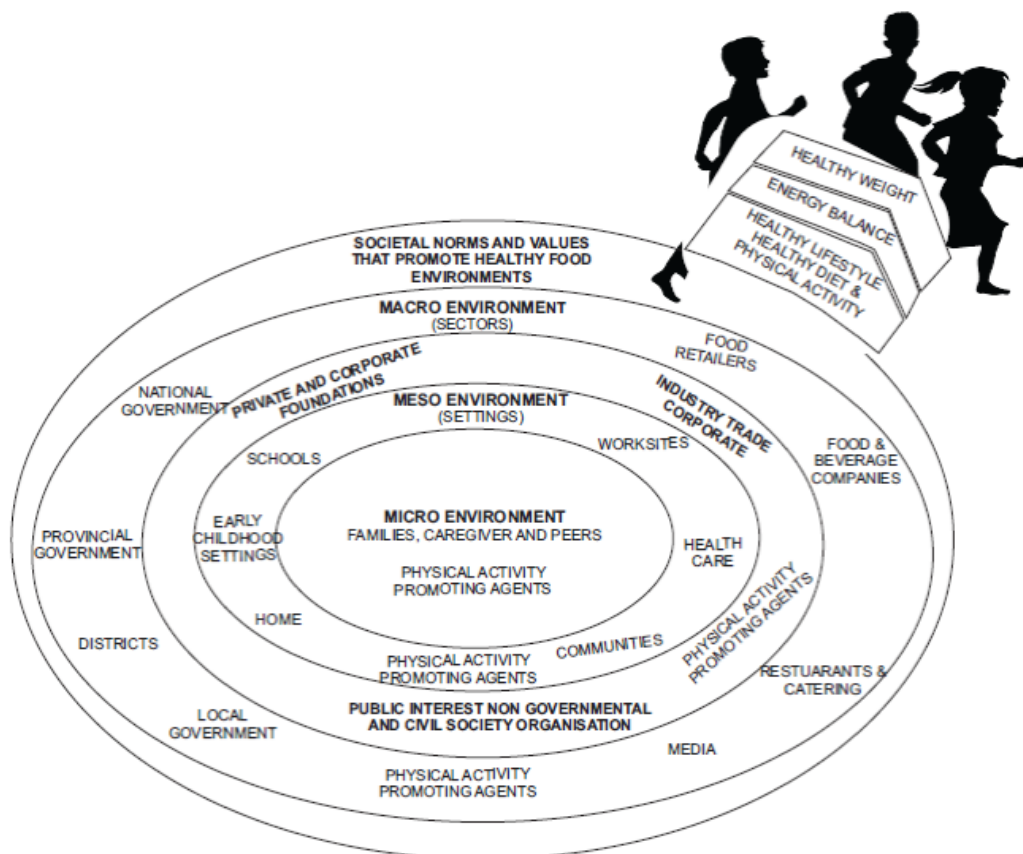 HEALTHY WEIGHT
ENERGY BALANCE
HEALTHY LIFESTYLE
HEALTHY DIET &
PHYSICAL ACTIVITY
SOCIETAL NORMS AND VALUES
THAT PROMOTE HEALTHY FOOD
ENVIRONMENTS
MACRO ENVIRONMENT
(SECTORS)
FOOD
RETAILERS
NATIONAL
GOVERNMENT
PRIVATE AND CORPORATE
FOUNDATIONS
INDUSTRY TRADE
CORPORATE
MESO ENVIRONMENT
(SETTINGS)
SCHOOLS
WORKSITES
FOOD &
BEVERAGE
COMPANIES
MICRO ENVIRONMENT
FAMILIES, CAREGIVER AND PEERS
PHYSICAL ACTIVITY
PROMOTING AGENTS
PROVINCIAL
GOVERNMENT
EARLY
CHILDHOOD
SETTINGS
HEALTH
CARE
HOME
PHYSICAL ACTIVITY
PROMOTING AGENTS
DISTRICTS
COMMUNITIES
PHYSICAL ACTIVITY
PROMOTING AGENTS
RESTUARANTS &
CATERING
LOCAL
GOVERNMENT
PUBLIC INTEREST NON GOVERNMENTAL
AND CIVIL SOCIETY ORGANISATION
MEDIA
PHYSICAL ACTIVITY
PROMOTING AGENTS